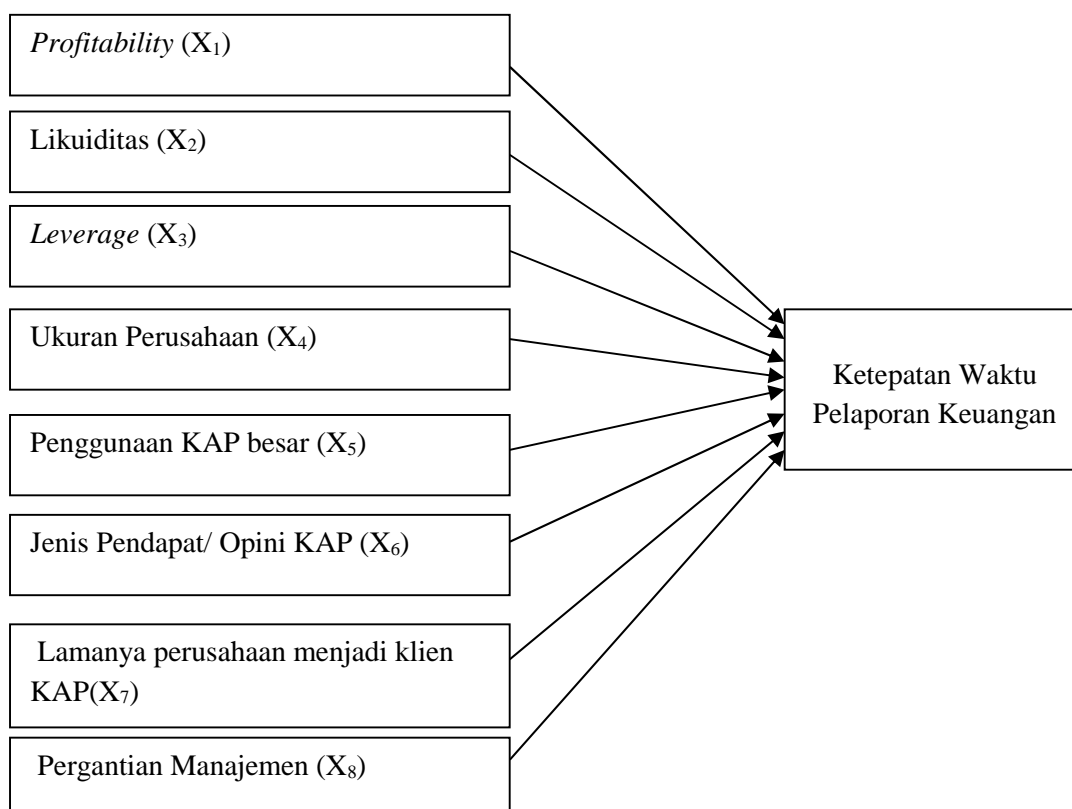 Profitability (X₁)
Likuiditas (X₂)
Leverage (X₃)
Ukuran Perusahaan (X₄)
Penggunaan KAP besar (X₅)
Jenis Pendapat/ Opini KAP (X₆)
Lamanya perusahaan menjadi klien
KAP(X₇)
Pergantian Manajemen (X₈)
Ketepatan Waktu
Pelaporan Keuangan